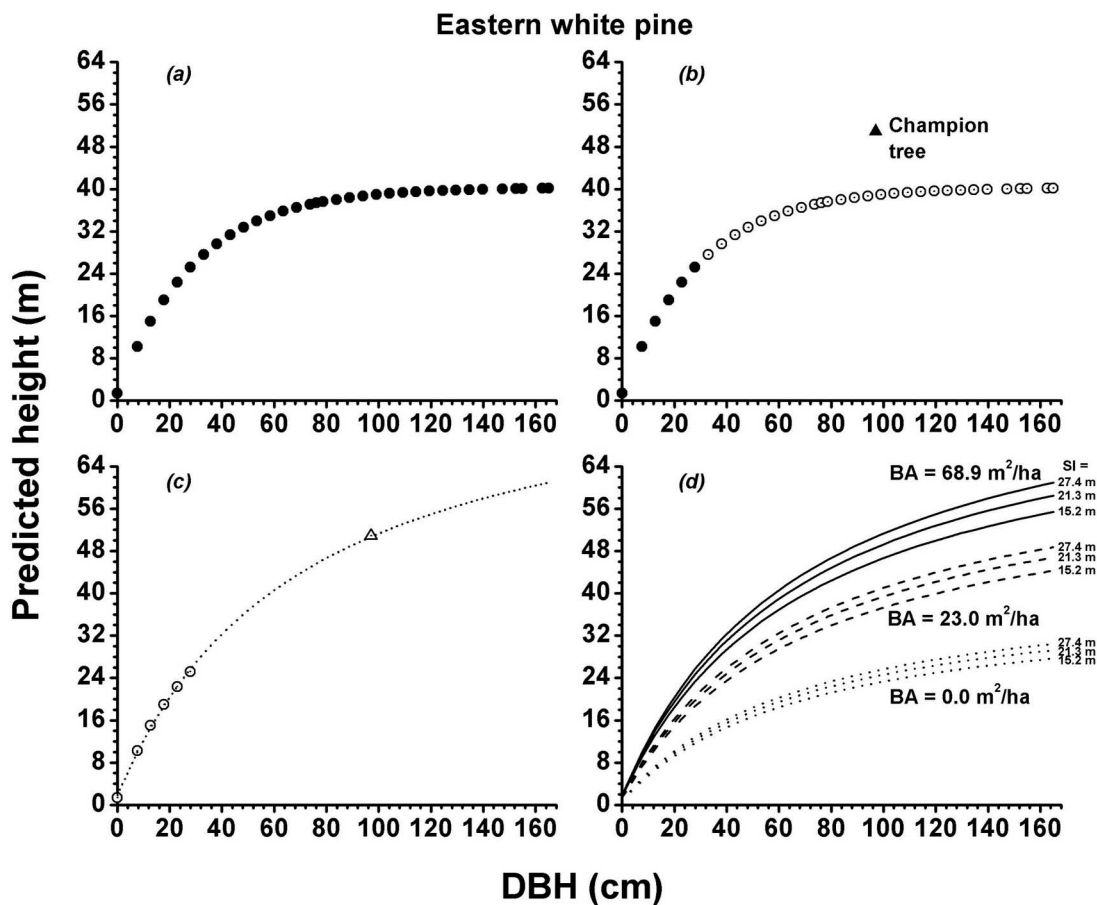 Eastern white pine
Predicted height (m)
(a)
64
56
48
40
32
24
16
8
0
0 20 40 60 80 100 120 140 160
(b)
Champion
tree
64
56
48
40
32
24
16
8
0
0 20 40 60 80 100 120 140 160
(c)
64
56
48
40
32
24
16
8
0
0 20 40 60 80 100 120 140 160
(d)
BA = 68.9 m²/ha
SI =
27.4 m
21.3 m
15.2 m
27.4 m
21.3 m
15.2 m
BA = 23.0 m²/ha
27.4 m
21.3 m
15.2 m
BA = 0.0 m²/ha
64
56
48
40
32
24
16
8
0
0 20 40 60 80 100 120 140 160
DBH (cm)